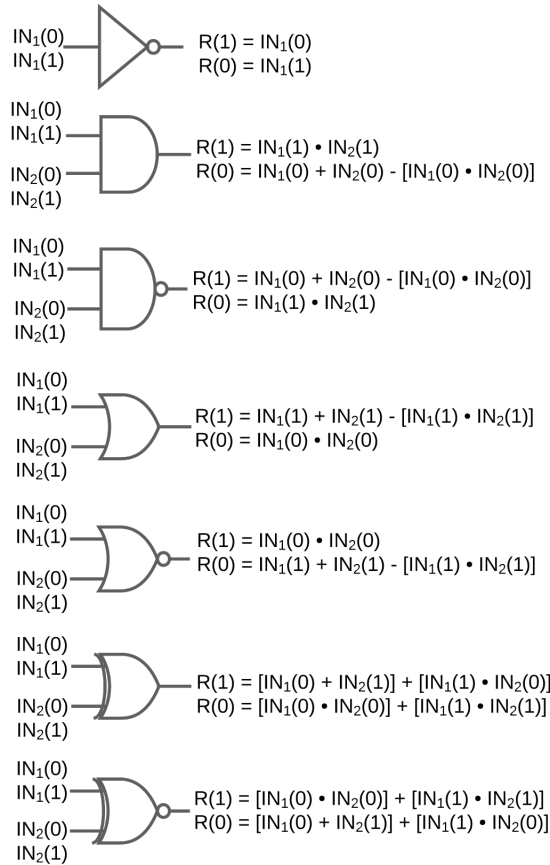 IN₁(0)
IN₁(1)
R(1) = IN₁(0)
R(0) = IN₁(1)
IN₁(0)
IN₁(1)
IN₂(0)
IN₂(1)
R(1) = IN₁(1) • IN₂(1)
R(0) = IN₁(0) + IN₂(0) - [IN₁(0) • IN₂(0)]
IN₁(0)
IN₁(1)
IN₂(0)
IN₂(1)
R(1) = IN₁(0) + IN₂(0) - [IN₁(0) • IN₂(0)]
R(0) = IN₁(1) • IN₂(1)
IN₁(0)
IN₁(1)
IN₂(0)
IN₂(1)
R(1) = IN₁(1) + IN₂(1) - [IN₁(1) • IN₂(1)]
R(0) = IN₁(0) • IN₂(0)
IN₁(0)
IN₁(1)
IN₂(0)
IN₂(1)
R(1) = IN₁(0) • IN₂(0)
R(0) = IN₁(1) + IN₂(1) - [IN₁(1) • IN₂(1)]
IN₁(0)
IN₁(1)
IN₂(0)
IN₂(1)
R(1) = [IN₁(0) + IN₂(1)] + [IN₁(1) • IN₂(0)]
R(0) = [IN₁(0) • IN₂(0)] + [IN₁(1) • IN₂(1)]
IN₁(0)
IN₁(1)
IN₂(0)
IN₂(1)
R(1) = [IN₁(0) • IN₂(0)] + [IN₁(1) • IN₂(1)]
R(0) = [IN₁(0) + IN₂(1)] + [IN₁(1) • IN₂(0)]